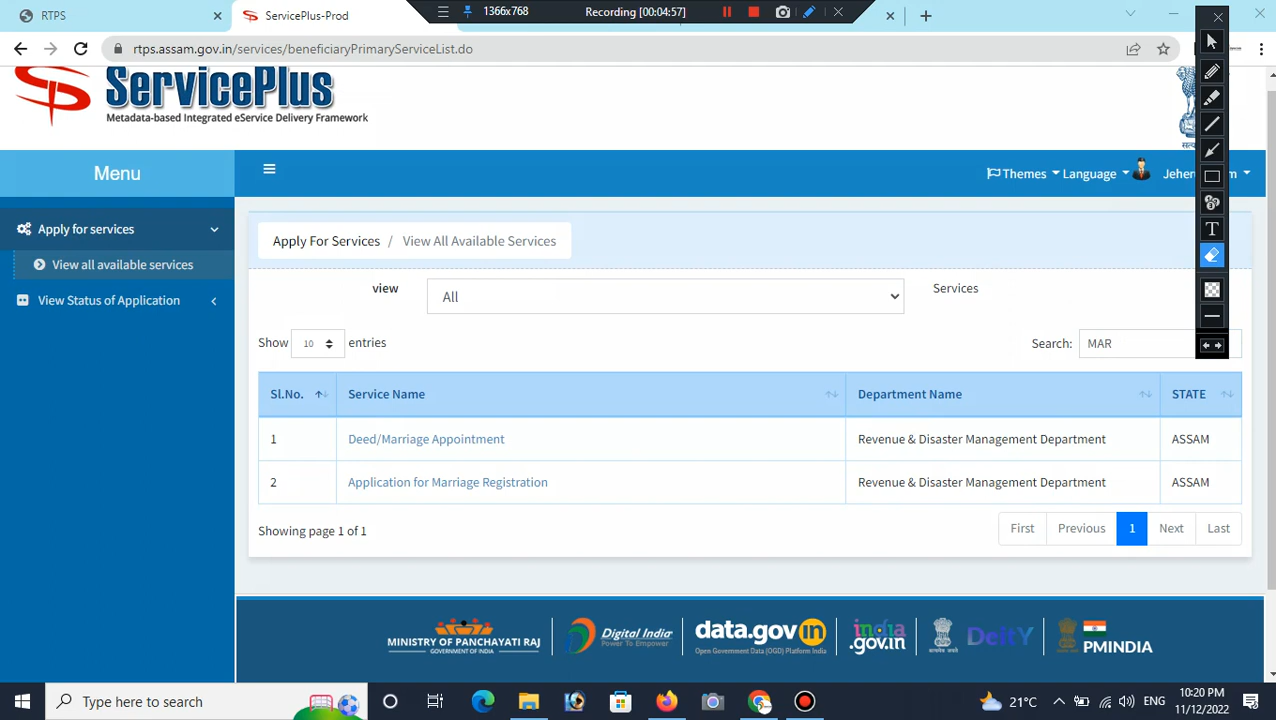 RTPS
ServicePlus-Prod
1366x768
Recording [00:04:57]
rtps.assam.gov.in/services/beneficiaryPrimaryServiceList.do
ServicePlus
Metadata-based Integrated eService Delivery Framework
Menu
Themes
Language
Apply for services
View all available services
View Status of Application
Apply For Services / View All Available Services
view
All
Services
Show 10 entries
Search: MAR
Sl.No. Service Name Department Name STATE
1 Deed/Marriage Appointment Revenue & Disaster Management Department ASSAM
2 Application for Marriage Registration Revenue & Disaster Management Department ASSAM
Showing page 1 of 1
First Previous 1 Next Last
MINISTRY OF PANCHAYATI RAJ
GOVERNMENT OF INDIA
Digital India
Power To Empower
data.gov in
Open Government Data (OGD) Platform India
india
.gov.in
DeitY
PMINDIA
Type here to search
21°C
ENG
10:20 PM
11/12/2022